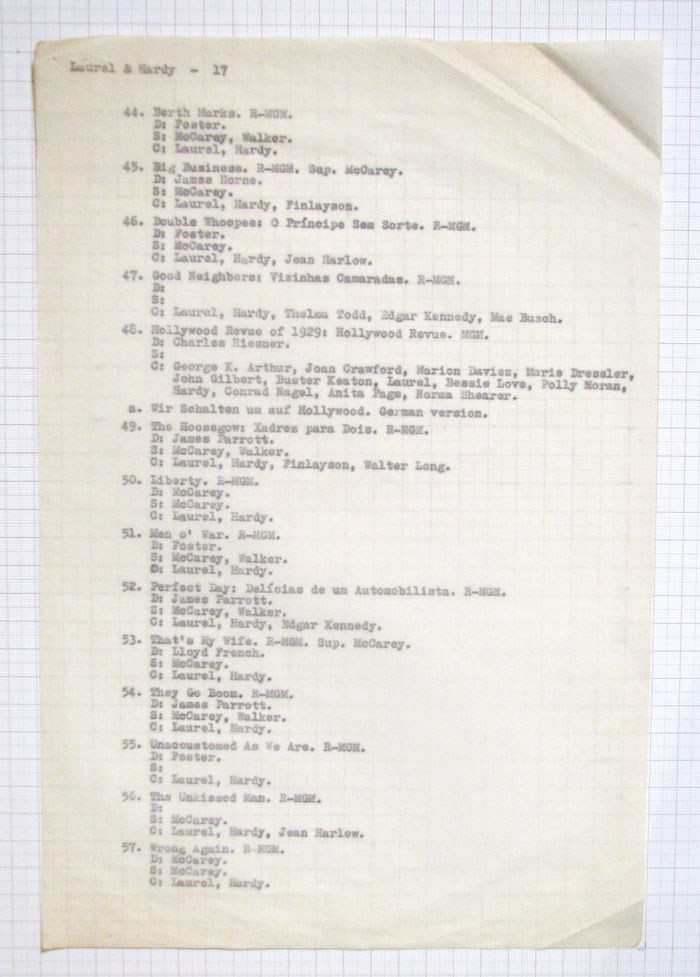 Laurel & Hardy - 17
44. Berth Marks. R-MGM.
D: Foster.
S: McCarey, Walker.
C: Laurel, Hardy.
45. Big Business. R-MGM. Sup. McCarey.
D: James Horne.
S: McCarey.
C: Laurel, Hardy, Finlayson.
46. Double Whoopee: O Príncipe Sem Sorte. R-MGM.
D: Foster.
S: McCarey.
C: Laurel, Hardy, Jean Harlow.
47. Good Neighbors: Vizinhas Camaradas. R-MGM.
D:
S:
C: Laurel, Hardy, Thelma Todd, Edgar Kennedy, Mae Busch.
48. Hollywood Revue of 1929: Hollywood Revue. MGM.
D: Charles Riesner.
S:
C: George K. Arthur, Joan Crawford, Marion Davies, Marie Dressler,
John Gilbert, Buster Keaton, Laurel, Bessie Love, Polly Moran,
Hardy, Conrad Nagel, Anita Page, Norma Shearer.
a. Wir Schalten um auf Hollywood. German version.
49. The Hoosegow: Xadrez para Dois. R-MGM.
D: James Parrott.
S: McCarey, Walker.
C: Laurel, Hardy, Finlayson, Walter Long.
50. Liberty. R-MGM.
D: McCarey.
S: McCarey.
C: Laurel, Hardy.
51. Men o' War. R-MGM.
D: Foster.
S: McCarey, Walker.
D: Laurel, Hardy.
52. Perfect Day: Delícias de um Automobilista. R-MGM.
D: James Parrott.
S: McCarey, Walker.
C: Laurel, Hardy, Edgar Kennedy.
53. That's My Wife. R-MGM. Sup. McCarey.
D: Lloyd French.
S: McCarey.
C: Laurel, Hardy.
54. They Go Boom. R-MGM.
D: James Parrott.
S: McCarey, Walker.
C: Laurel, Hardy.
55. Unaccustomed As We Are. R-MGM.
D: Foster.
S:
C: Laurel, Hardy.
56. The Unkissed Man. R-MGM.
D:
S: McCarey.
C: Laurel, Hardy, Jean Harlow.
57. Wrong Again. R-MGM.
D: McCarey.
S: McCarey.
C: Laurel, Hardy.